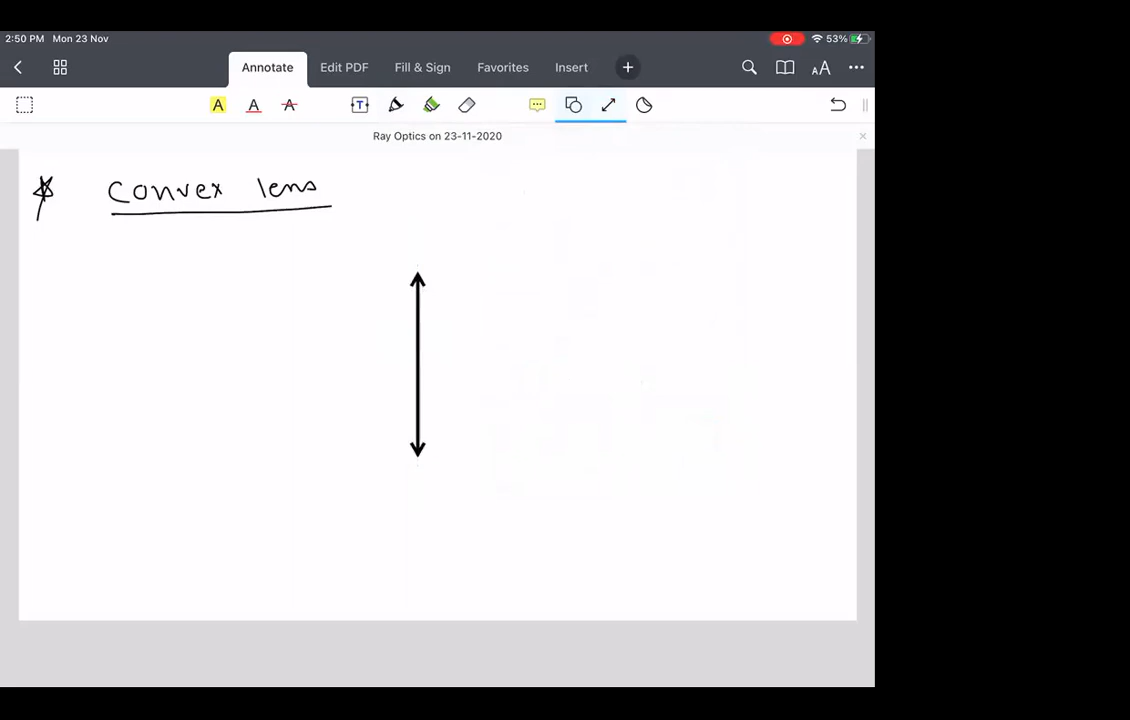 2:50 PM Mon 23 Nov
53%
Annotate Edit PDF Fill & Sign Favorites Insert
AA
A A A T
Ray Optics on 23-11-2020
Convex lens